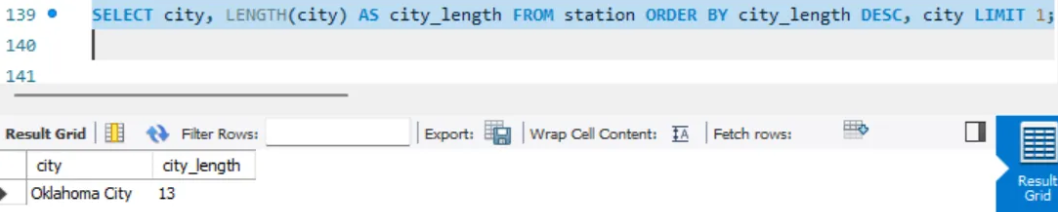 139 SELECT city, LENGTH(city) AS city_length FROM station ORDER BY city_length DESC, city LIMIT 1;
140
141
Result Grid Filter Rows: Export: Wrap Cell Content: IA Fetch rows:
city city_length
Oklahoma City 13
Result
Grid